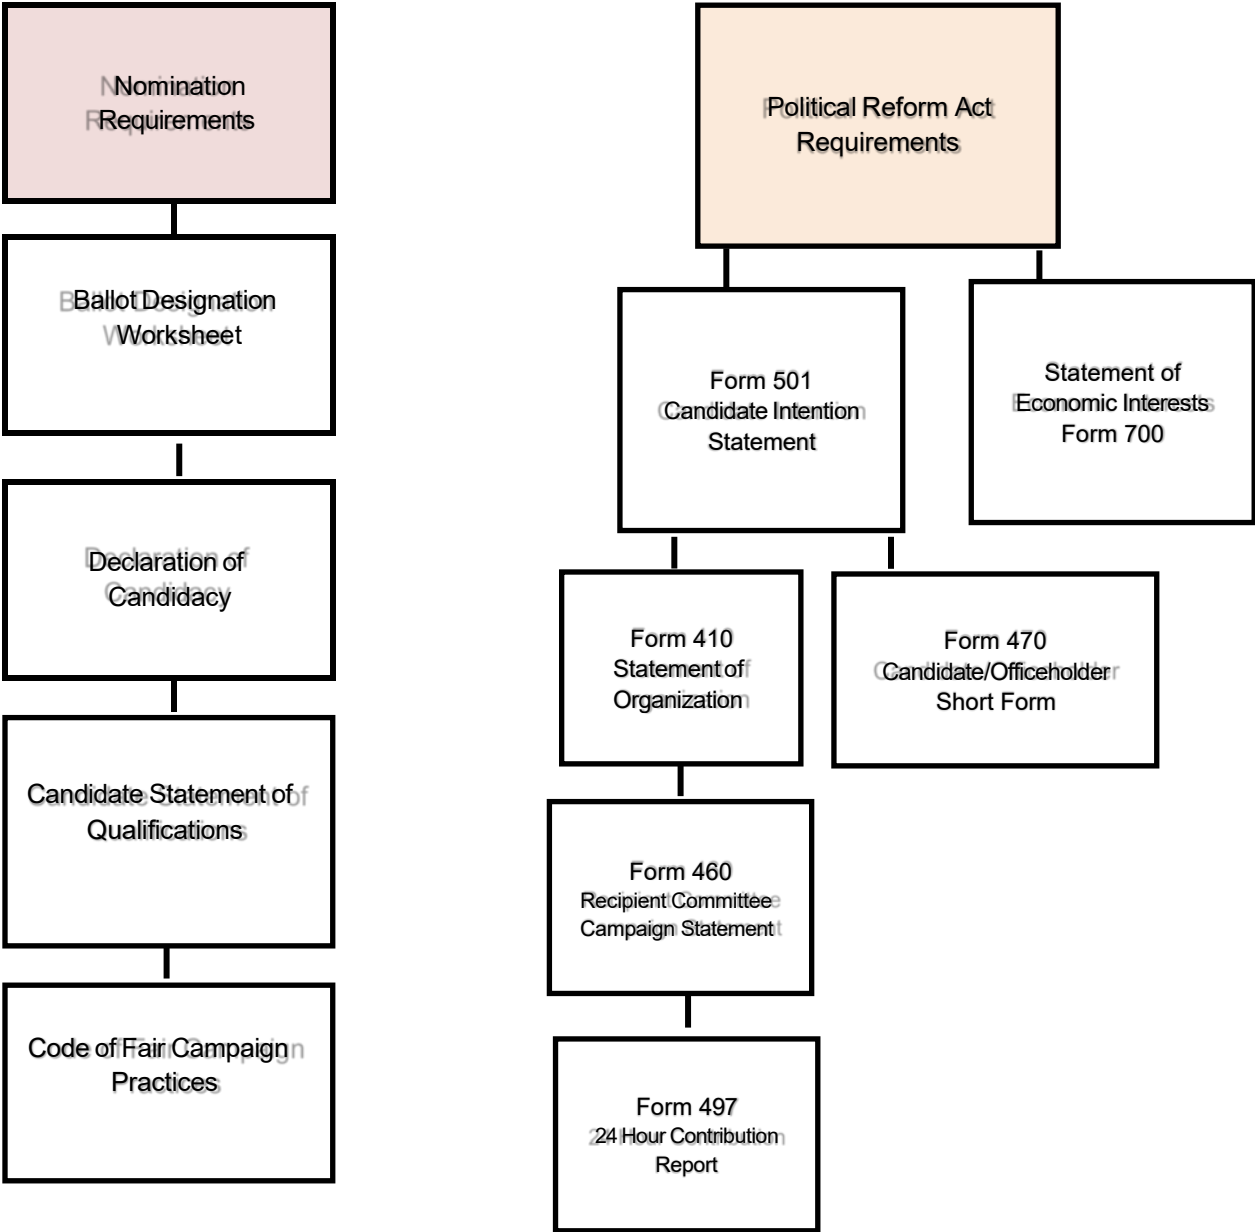 Nomination
Requirements
Ballot Designation
Worksheet
Declaration of
Candidacy
Candidate Statement of
Qualifications
Code of Fair Campaign
Practices
Political Reform Act
Requirements
Form 501
Candidate Intention
Statement
Statement of
Economic Interests
Form 700
Form 410
Statement of
Organization
Form 470
Candidate/Officeholder
Short Form
Form 460
Recipient Committee
Campaign Statement
Form 497
24 Hour Contribution
Report